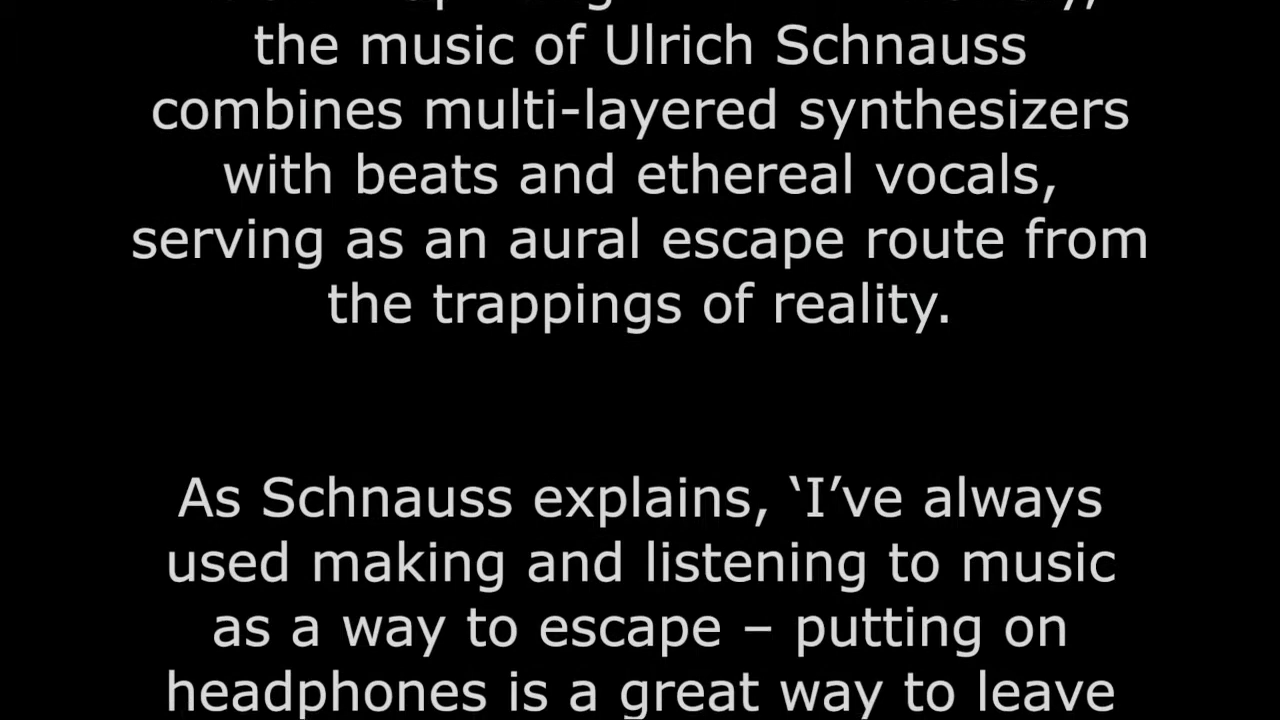 the music of Ulrich Schnauss
combines multi-layered synthesizers
with beats and ethereal vocals,
serving as an aural escape route from
the trappings of reality.
As Schnauss explains, ‘I’ve always
used making and listening to music
as a way to escape – putting on
headphones is a great way to leave